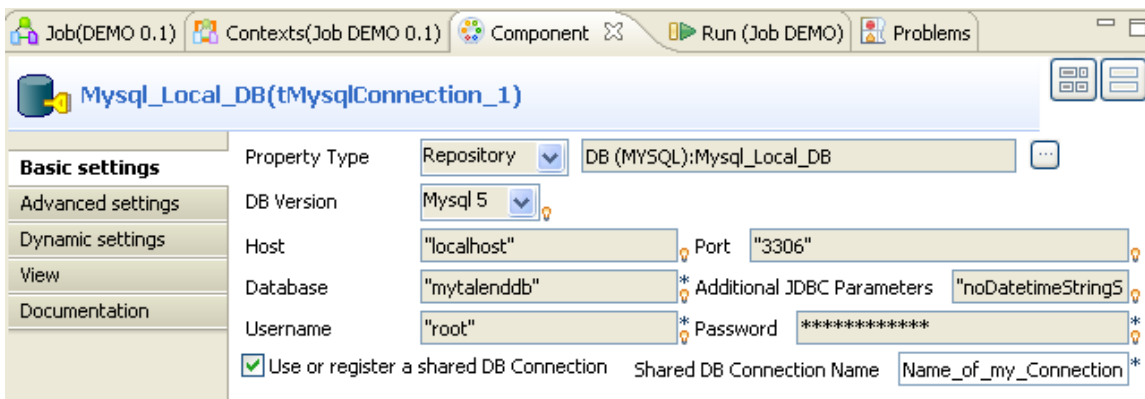 Job(DEMO 0.1) Contexts(Job DEMO 0.1) Component Run (Job DEMO) Problems
Mysql_Local_DB(tMysqlConnection_1)
Basic settings
Advanced settings
Dynamic settings
View
Documentation
Property Type Repository DB (MYSQL):Mysql_Local_DB ...
DB Version Mysql 5
Host "localhost" Port "3306"
Database "mytalenddb" * Additional JDBC Parameters "noDatetimeStringS
Username "root" * Password ************ *
Use or register a shared DB Connection Shared DB Connection Name Name_of_my_Connection *